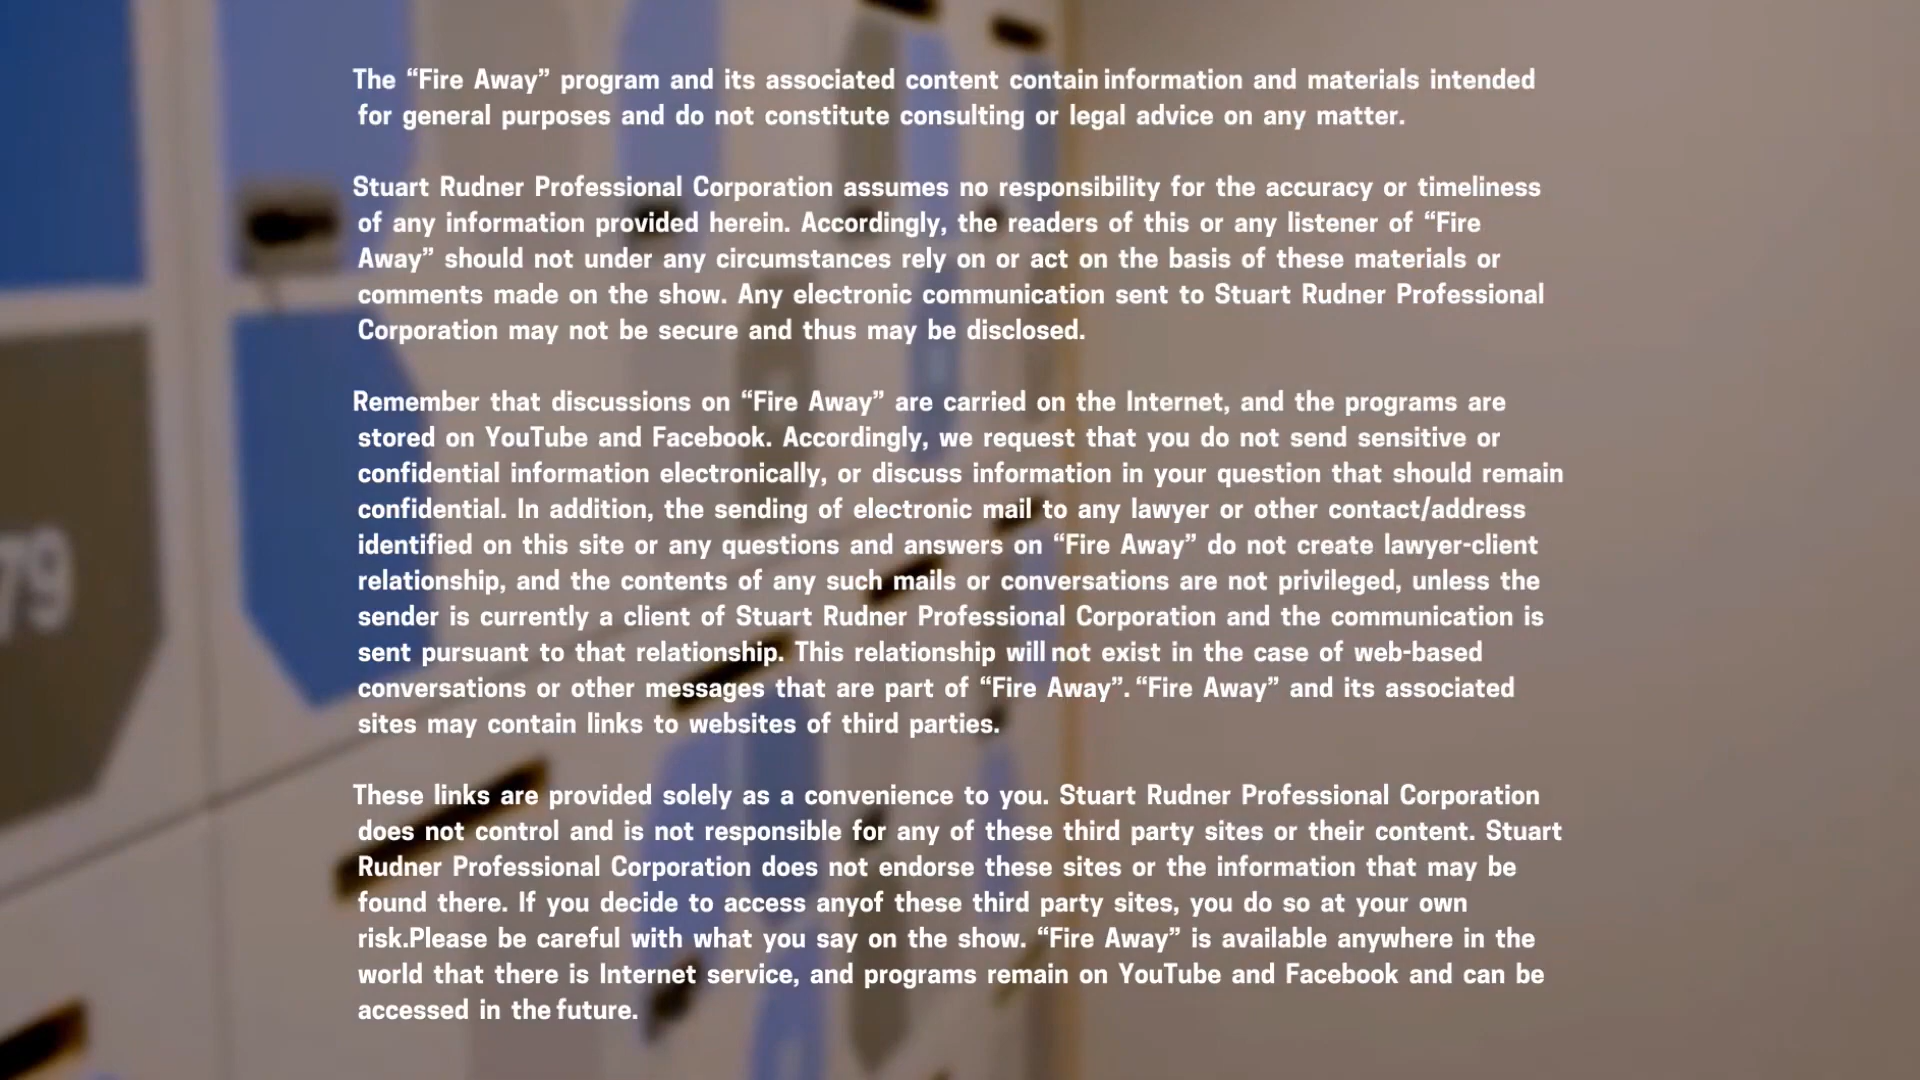 The “Fire Away” program and its associated content contain information and materials intended
for general purposes and do not constitute consulting or legal advice on any matter.
Stuart Rudner Professional Corporation assumes no responsibility for the accuracy or timeliness
of any information provided herein. Accordingly, the readers of this or any listener of “Fire
Away” should not under any circumstances rely on or act on the basis of these materials or
comments made on the show. Any electronic communication sent to Stuart Rudner Professional
Corporation may not be secure and thus may be disclosed.
Remember that discussions on “Fire Away” are carried on the Internet, and the programs are
stored on YouTube and Facebook. Accordingly, we request that you do not send sensitive or
confidential information electronically, or discuss information in your question that should remain
confidential. In addition, the sending of electronic mail to any lawyer or other contact/address
identified on this site or any questions and answers on “Fire Away” do not create lawyer-client
relationship, and the contents of any such mails or conversations are not privileged, unless the
sender is currently a client of Stuart Rudner Professional Corporation and the communication is
sent pursuant to that relationship. This relationship will not exist in the case of web-based
conversations or other messages that are part of “Fire Away”. “Fire Away” and its associated
sites may contain links to websites of third parties.
These links are provided solely as a convenience to you. Stuart Rudner Professional Corporation
does not control and is not responsible for any of these third party sites or their content. Stuart
Rudner Professional Corporation does not endorse these sites or the information that may be
found there. If you decide to access anyof these third party sites, you do so at your own
risk.Please be careful with what you say on the show. “Fire Away” is available anywhere in the
world that there is Internet service, and programs remain on YouTube and Facebook and can be
accessed in the future.
79